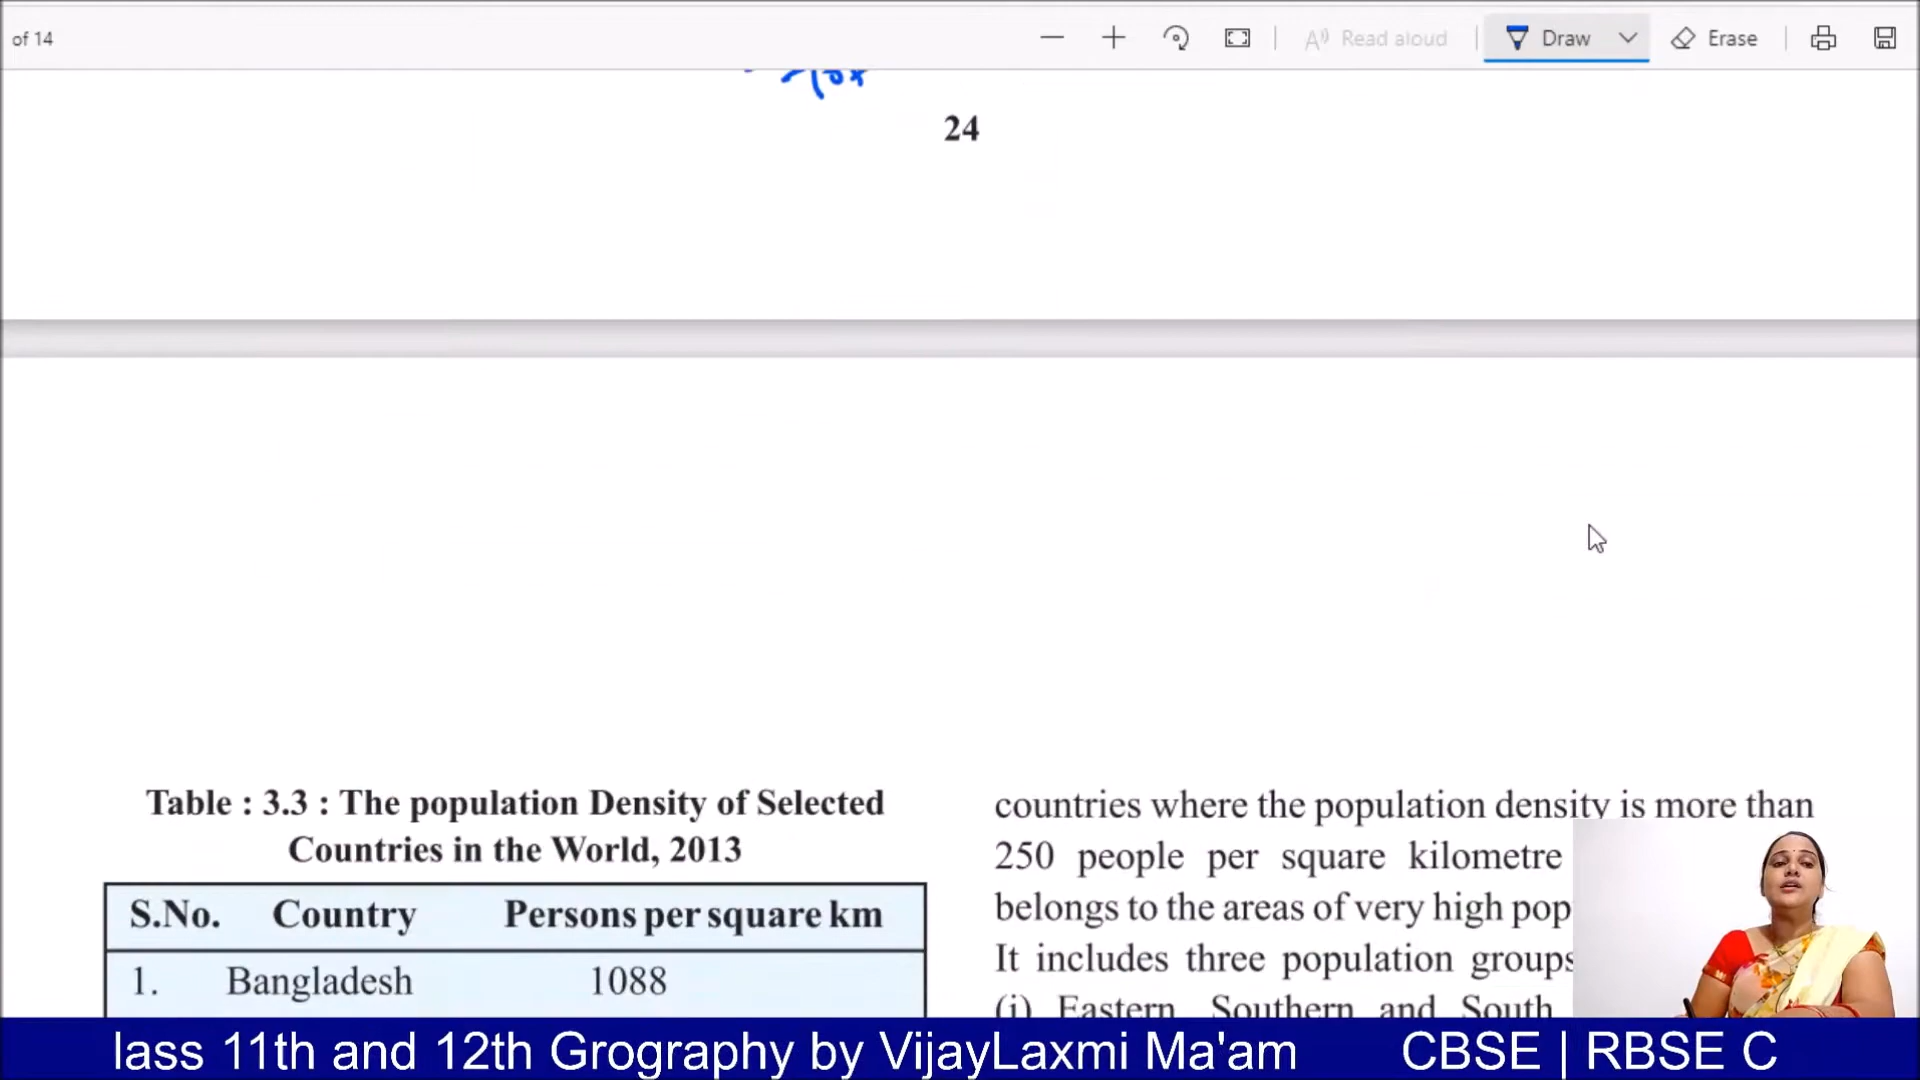 of 14
Read aloud
Draw
Erase
24
Table : 3.3 : The population Density of Selected
Countries in the World, 2013
S.No. Country Persons per square km
1. Bangladesh 1088
countries where the population density is more than
250 people per square kilometre
belongs to the areas of very high pop
It includes three population groups
(i) Eastern, Southern and South
lass 11th and 12th Grography by VijayLaxmi Ma'am CBSE | RBSE C